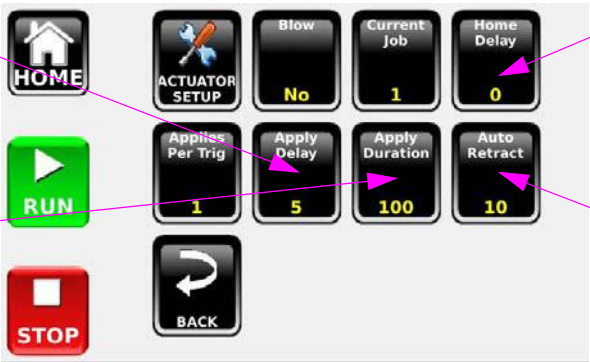 HOME
ACTUATOR
SETUP
Blow
No
Current
Job
1
Home
Delay
0
RUN
Applies
Per Trig
1
Apply
Delay
5
Apply
Duration
100
Auto
Retract
10
STOP
BACK